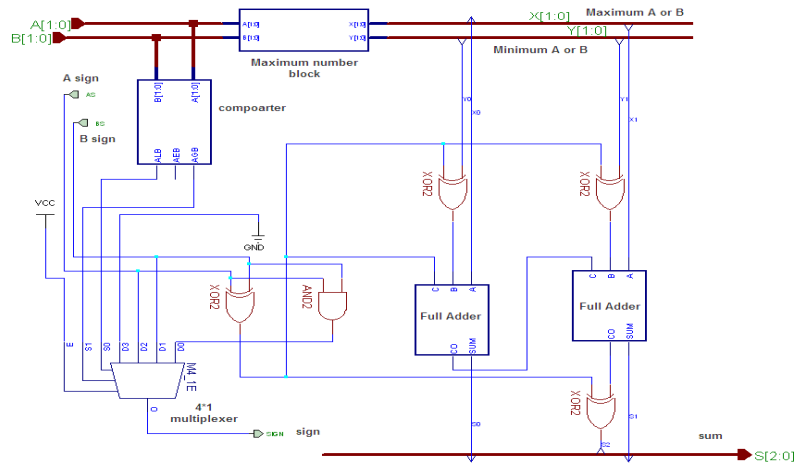 A[1:0]
B[1:0]
A[1:0] X[1:0]
B[1:0] Y[1:0]
X[1:0]
Maximum A or B
Y[1:0]
Minimum A or B
Maximum number
block
A sign
AS
BS
B sign
B[1:0]
A[1:0]
compoarter
ALB
AEB
AGB
Y0
X0
Y1
X1
XOR2
XOR2
VCC
GND
XOR2
AND2
C B A
Full Adder
CO SUM
C B A
Full Adder
CO SUM
E
S1
S0
D3
D2
D1
D0
M4_1E
O
4*1
multiplexer
SIGN
sign
XOR2
S0
S2
S1
sum
S[2:0]